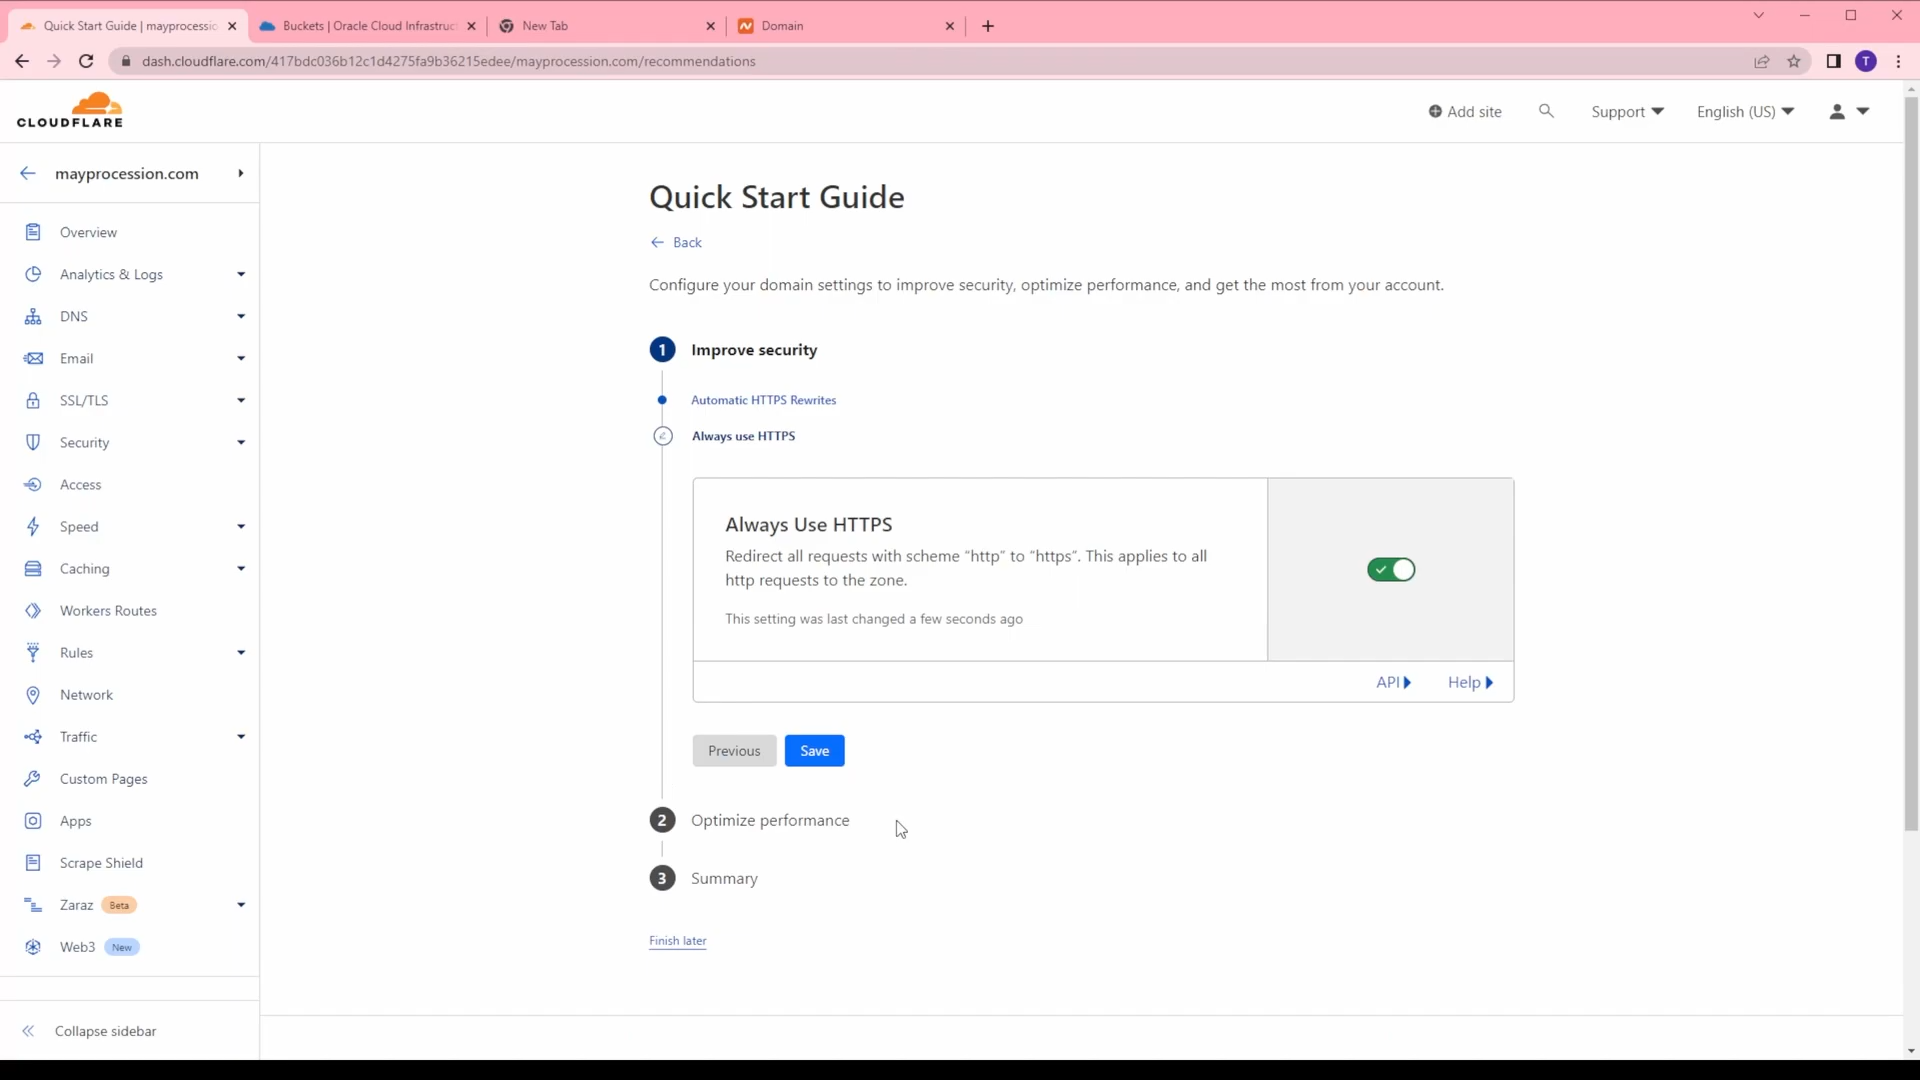 Quick Start Guide | mayprocessio
Buckets | Oracle Cloud Infrastruct
New Tab
Domain
dash.cloudflare.com/417bdc036b12c1d4275fa9b36215edee/mayprocession.com/recommendations
T
CLOUDFLARE
Add site
Support
English (US)
mayprocession.com
Overview
Analytics & Logs
DNS
Email
SSL/TLS
Security
Access
Speed
Caching
Workers Routes
Rules
Network
Traffic
Custom Pages
Apps
Scrape Shield
Zaraz Beta
Web3 New
Collapse sidebar
Quick Start Guide
Back
Configure your domain settings to improve security, optimize performance, and get the most from your account.
1 Improve security
Automatic HTTPS Rewrites
Always use HTTPS
Always Use HTTPS
Redirect all requests with scheme “http” to “https”. This applies to all
http requests to the zone.
This setting was last changed a few seconds ago
API
Help
Previous
Save
2 Optimize performance
3 Summary
Finish later